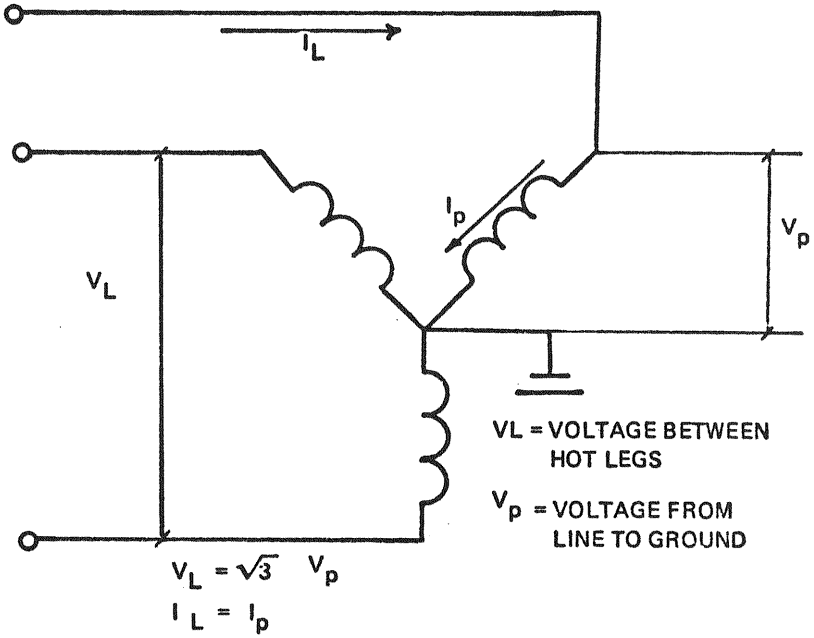 I_L
I_p
V_p
V_L
VL = VOLTAGE BETWEEN
HOT LEGS
V_p = VOLTAGE FROM
LINE TO GROUND
V_L = √3 V_p
I_L = I_p